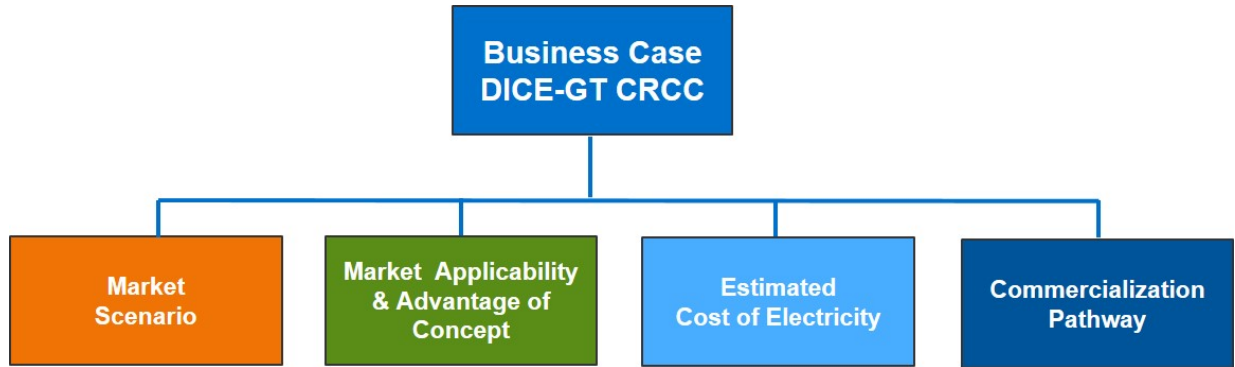 Business Case
DICE-GT CRCC
Market
Scenario
Market Applicability
& Advantage of
Concept
Estimated
Cost of Electricity
Commercialization
Pathway